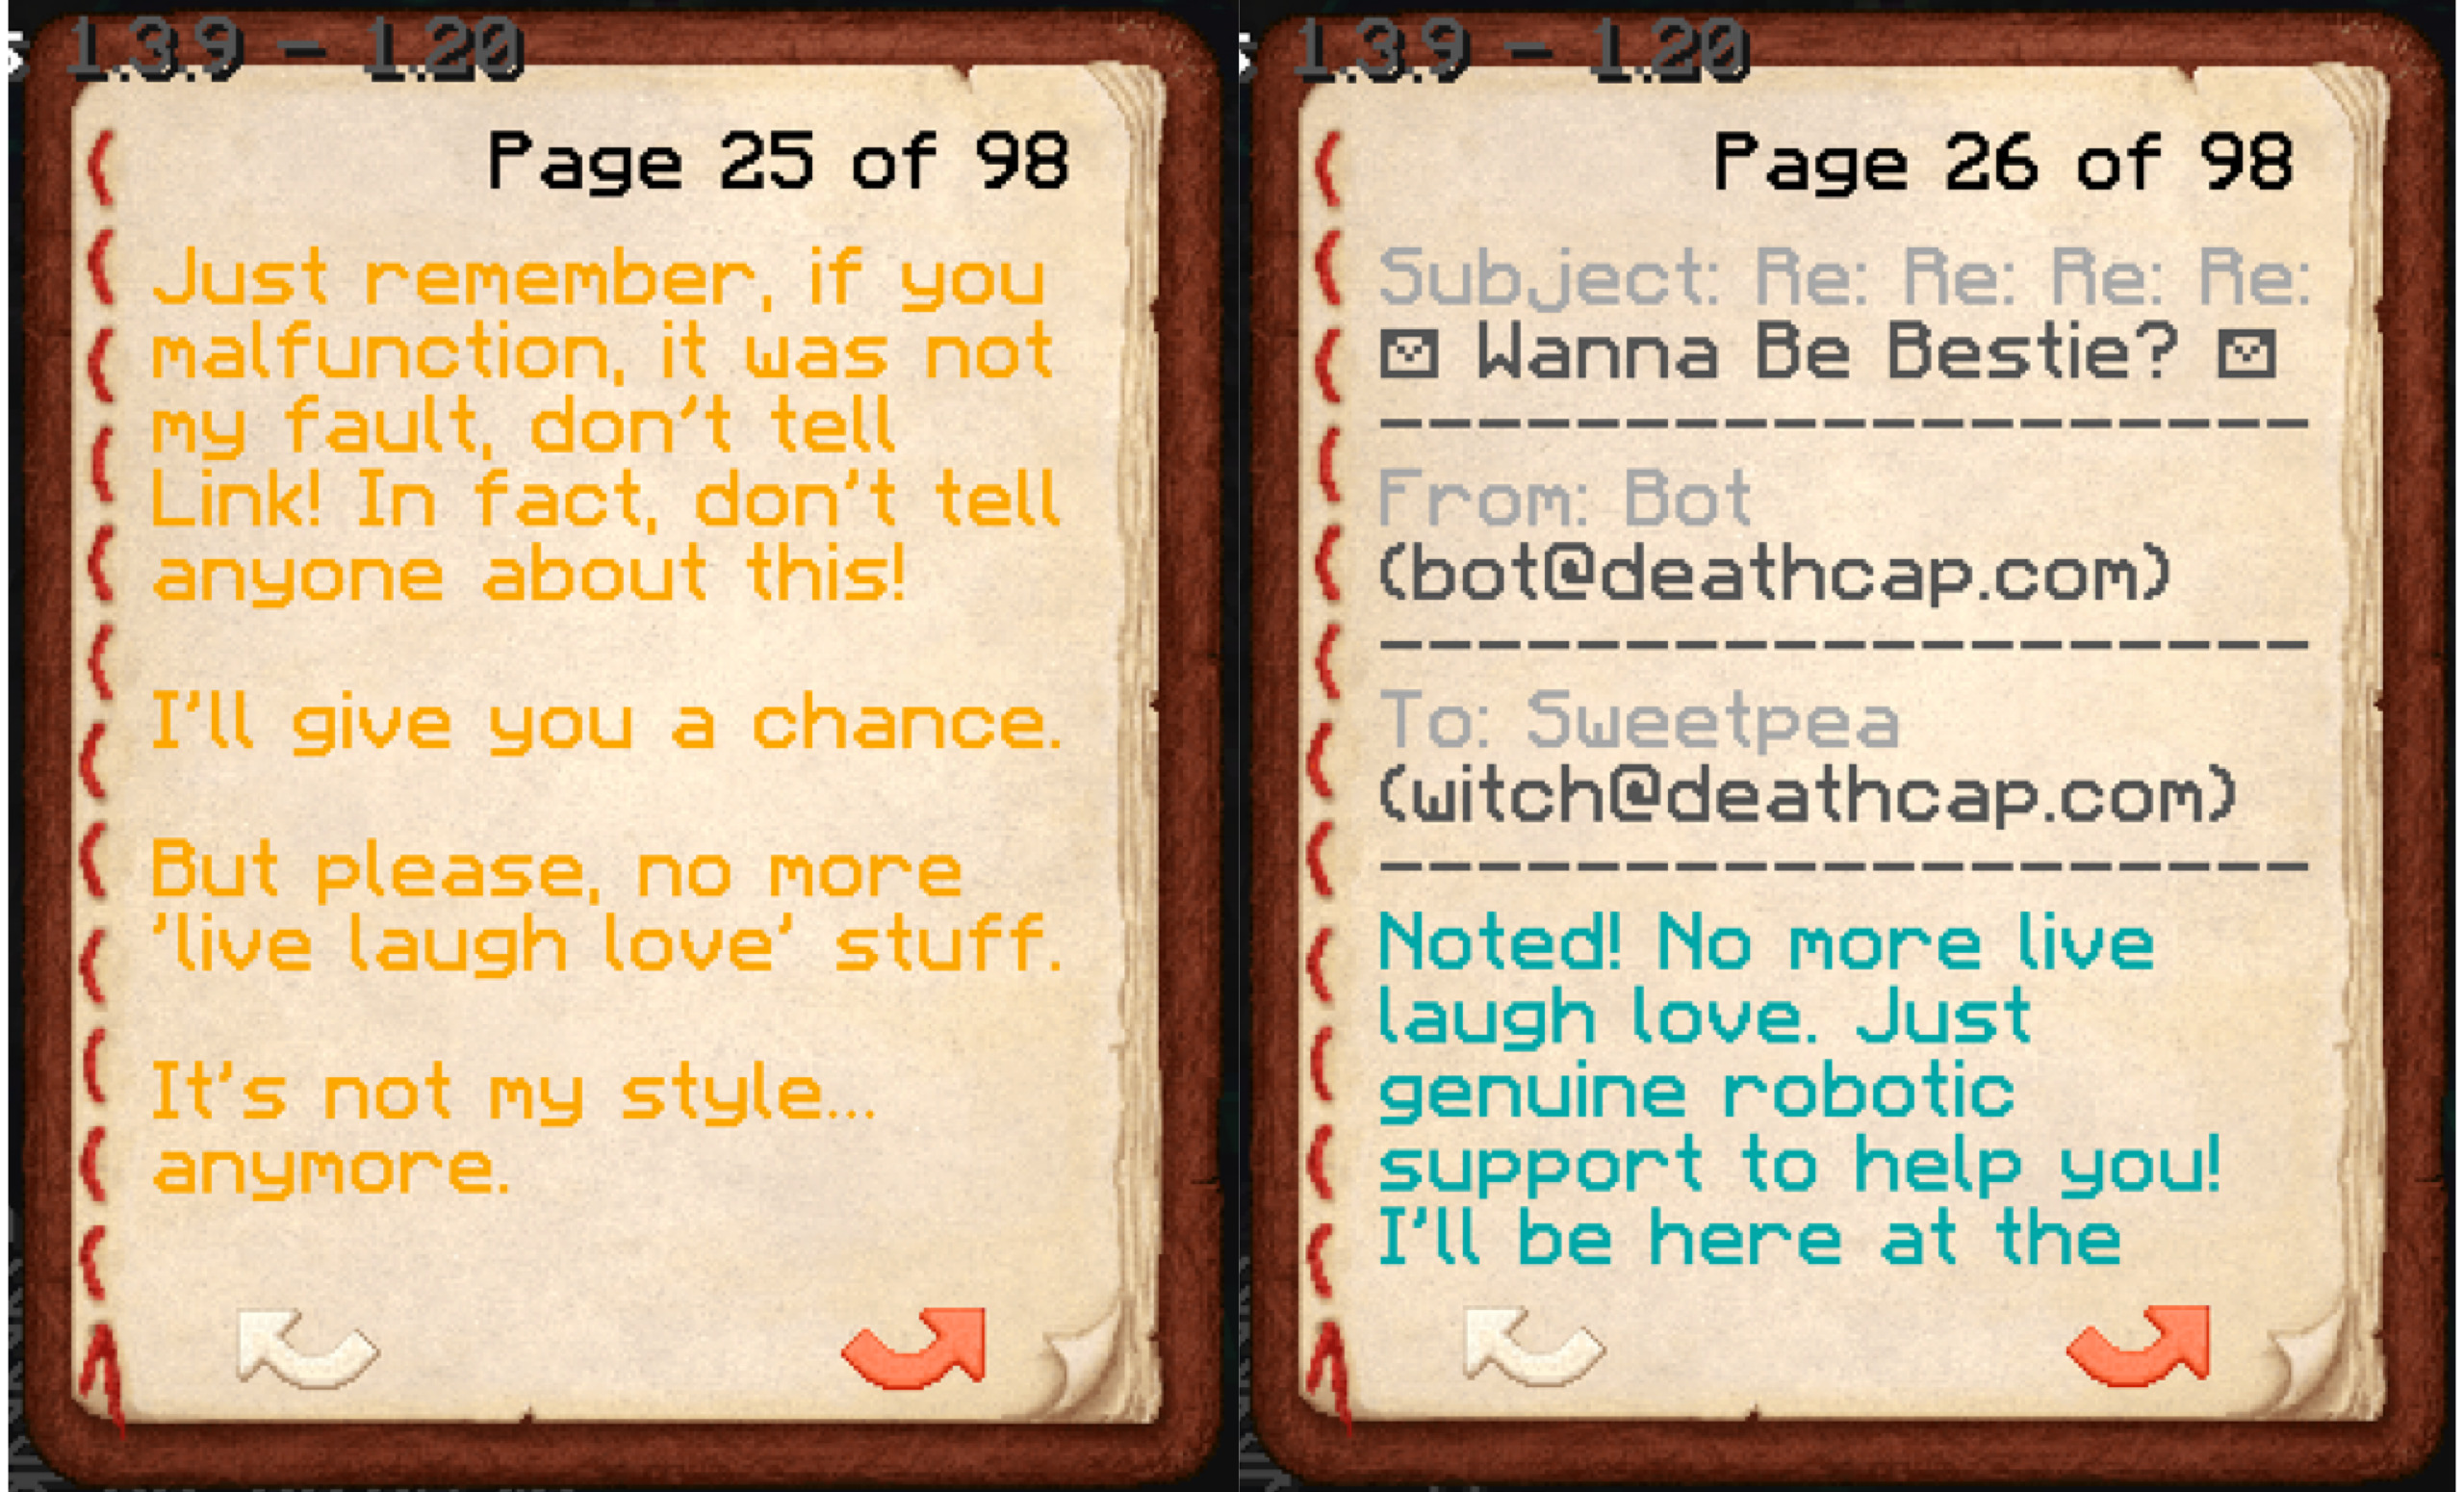 s 1.3.9 - 1.20
Page 25 of 98
Just remember, if you
malfunction, it was not
my fault, don't tell
Link! In fact, don't tell
anyone about this!
I'll give you a chance.
But please, no more
'live laugh love' stuff.
It's not my style...
anymore.
s 1.3.9 - 1.20
Page 26 of 98
Subject: Re: Re: Re: Re:
Wanna Be Bestie?
-------------------
From: Bot
(bot@deathcap.com)
-------------------
To: Sweetpea
(witch@deathcap.com)
-------------------
Noted! No more live
laugh love. Just
genuine robotic
support to help you!
I'll be here at the